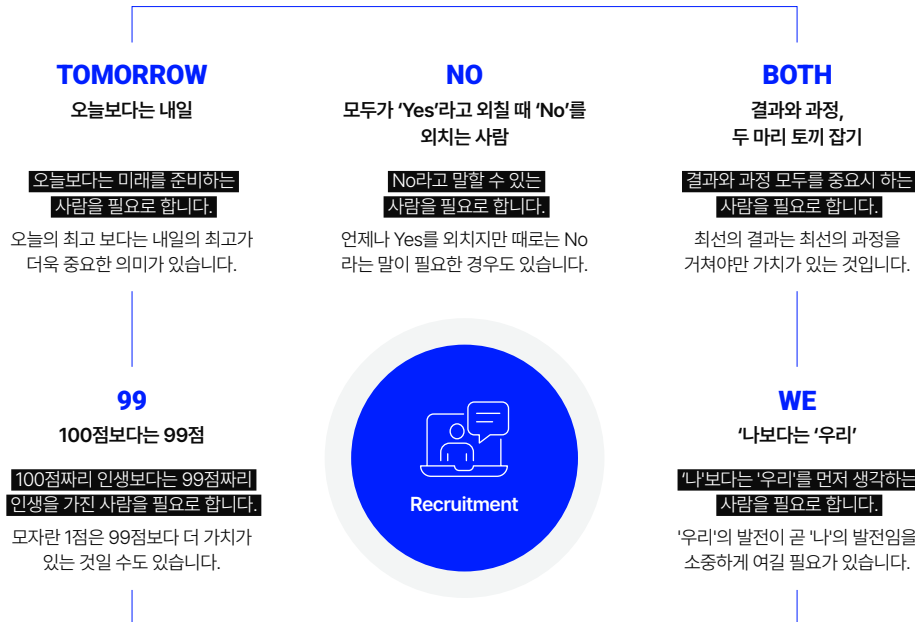 TOMORROW
오늘보다는 내일
오늘보다는 미래를 준비하는
사람을 필요로 합니다.
오늘의 최고 보다는 내일의 최고가
더욱 중요한 의미가 있습니다.
NO
모두가 ‘Yes’라고 외칠 때 ‘No’를
외치는 사람
No라고 말할 수 있는
사람을 필요로 합니다.
언제나 Yes를 외치지만 때로는 No
라는 말이 필요한 경우도 있습니다.
BOTH
결과와 과정,
두 마리 토끼 잡기
결과와 과정 모두를 중요시 하는
사람을 필요로 합니다.
최선의 결과는 최선의 과정을
거쳐야만 가치가 있는 것입니다.
99
100점보다는 99점
100점짜리 인생보다는 99점짜리
인생을 가진 사람을 필요로 합니다.
모자란 1점은 99점보다 더 가치가
있는 것일 수도 있습니다.
Recruitment
WE
‘나보다는 ‘우리’
‘나'보다는 '우리'를 먼저 생각하는
사람을 필요로 합니다.
'우리'의 발전이 곧 '나'의 발전임을
소중하게 여길 필요가 있습니다.